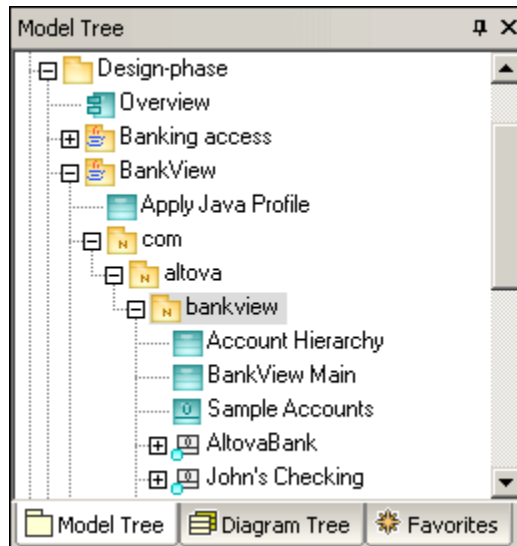 Model Tree
Design-phase
Overview
Banking access
BankView
Apply Java Profile
N com
N altova
N bankview
Account Hierarchy
BankView Main
Sample Accounts
AltovaBank
John's Checking
Model Tree Diagram Tree Favorites